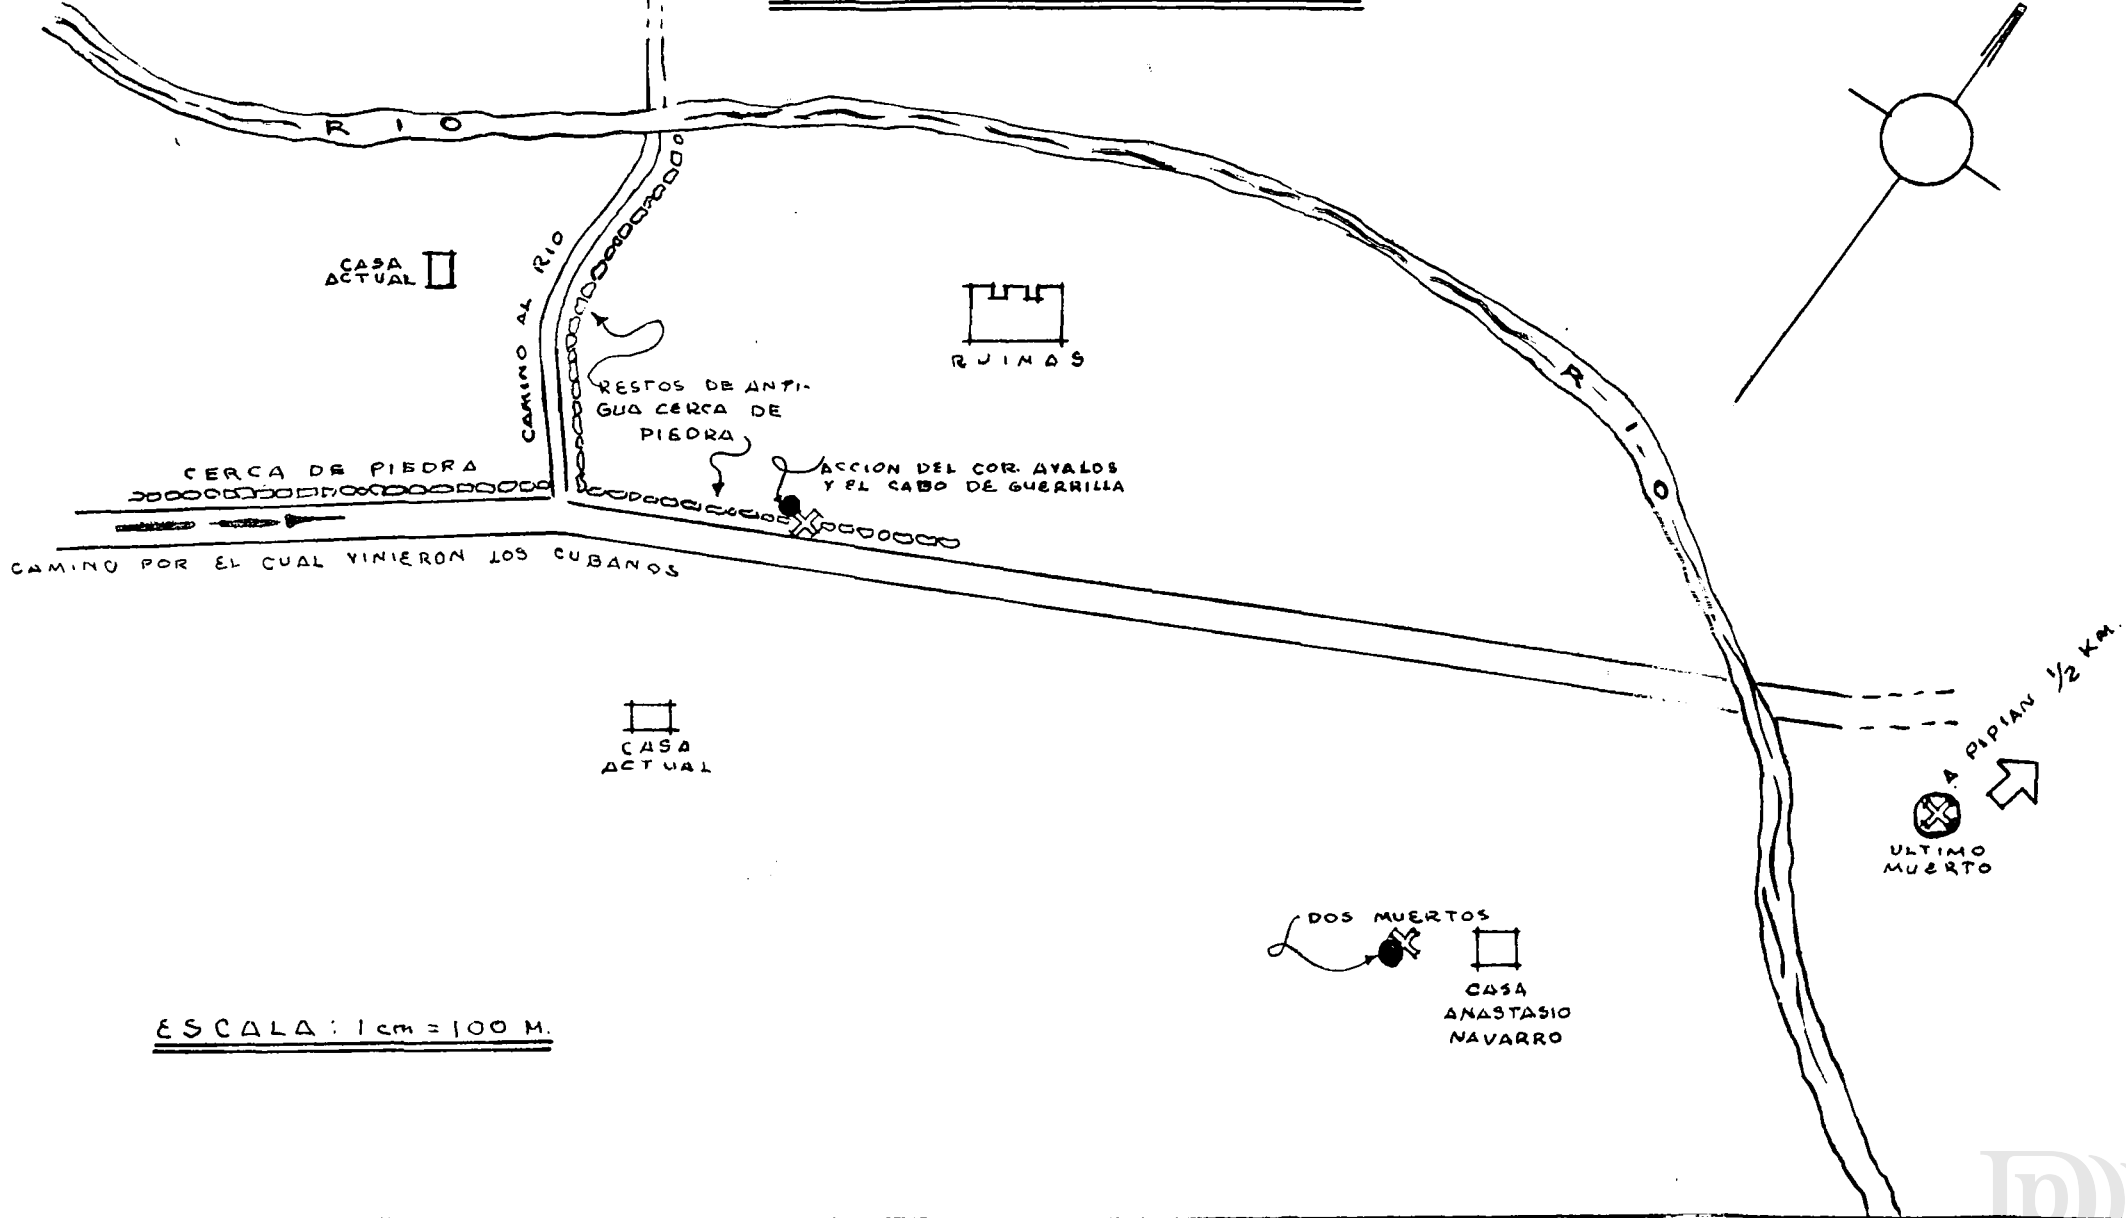 RIO
CASA
ACTUAL
CAMINO AL RIO
RUINAS
RESTOS DE ANTI-
GUA CERCA DE
PIEDRA
RIO
CERCA DE PIEDRA
ACCION DEL COR. AVALOS
Y EL CABO DE GUERRILLA
CAMINO POR EL CUAL VINIERON LOS CUBANOS
A PIPIAN 1/2 KM.
CASA
ACTUAL
ULTIMO
MUERTO
DOS MUERTOS
CASA
ANASTASIO
NAVARRO
ESCALA: 1 cm = 100 M.